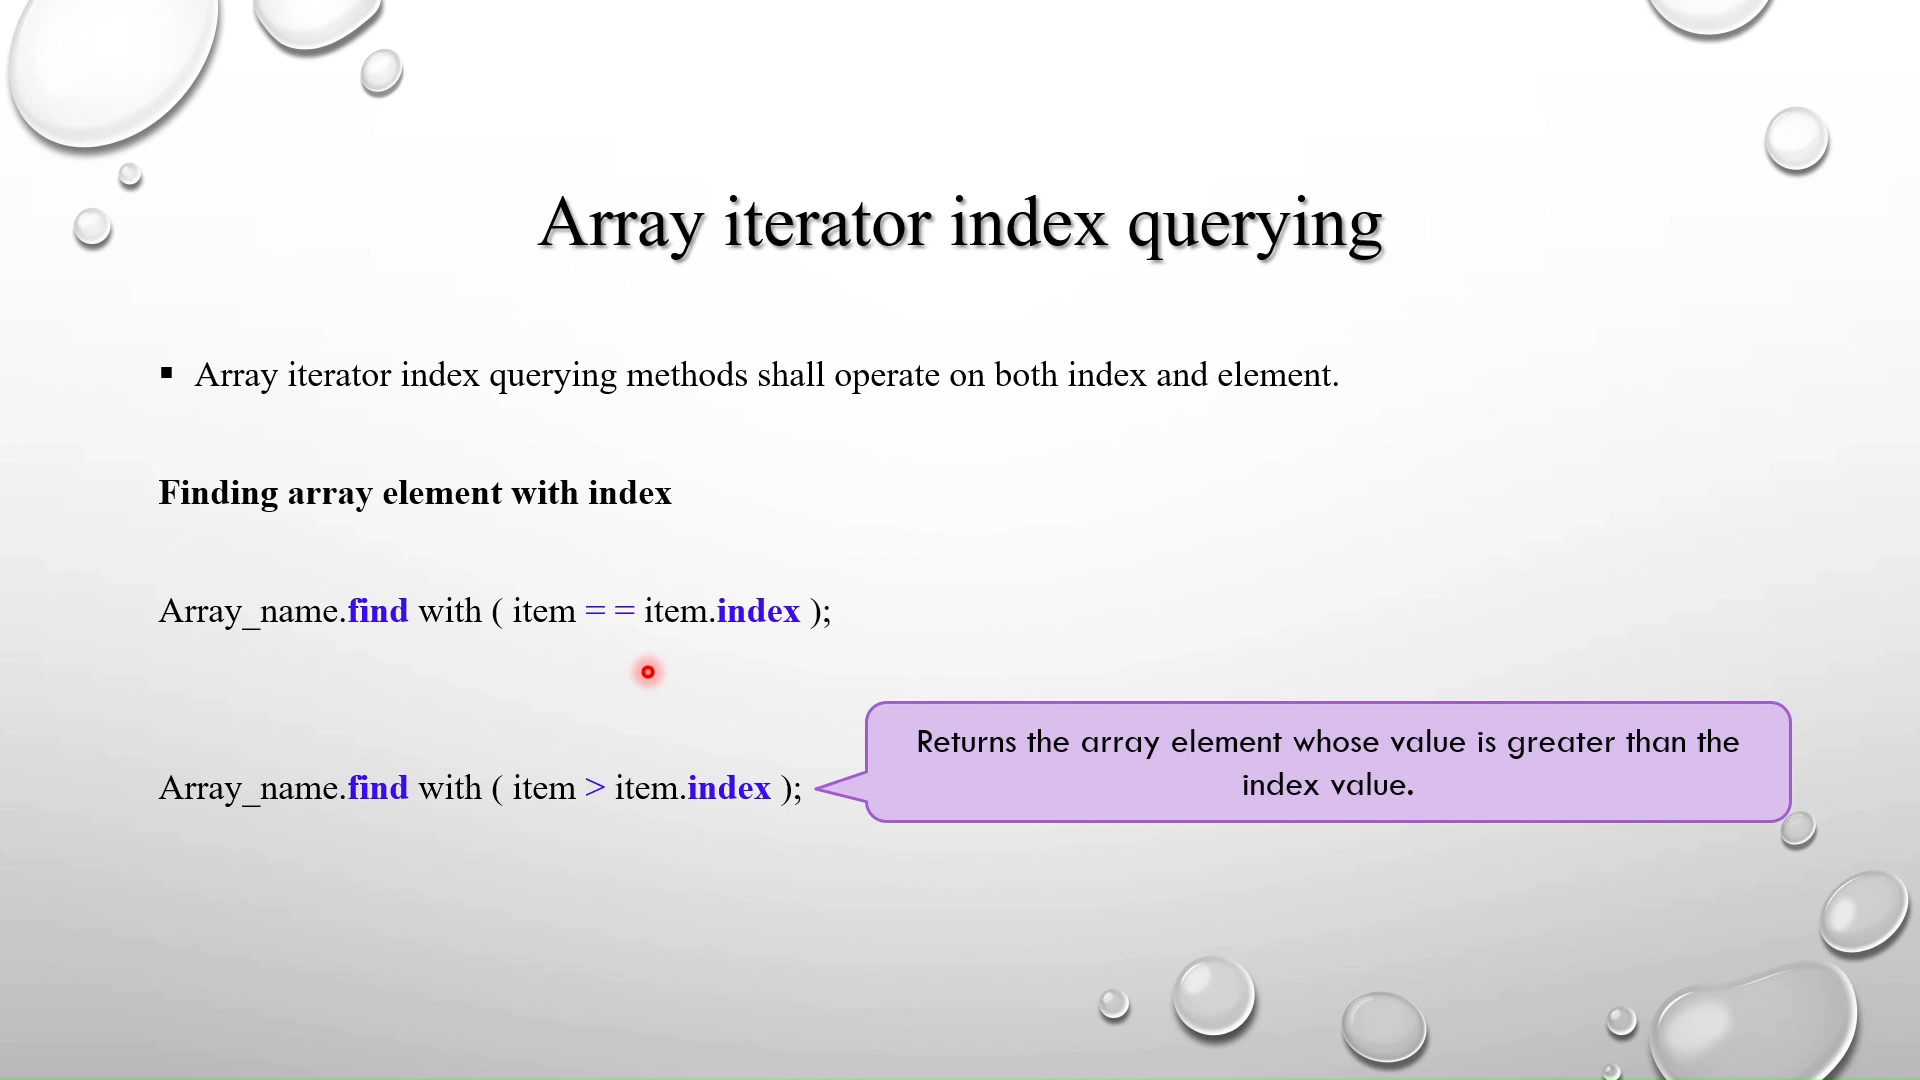 Array iterator index querying
▪ Array iterator index querying methods shall operate on both index and element.
Finding array element with index
Array_name.find with ( item = = item.index );
Array_name.find with ( item > item.index );
Returns the array element whose value is greater than the
index value.